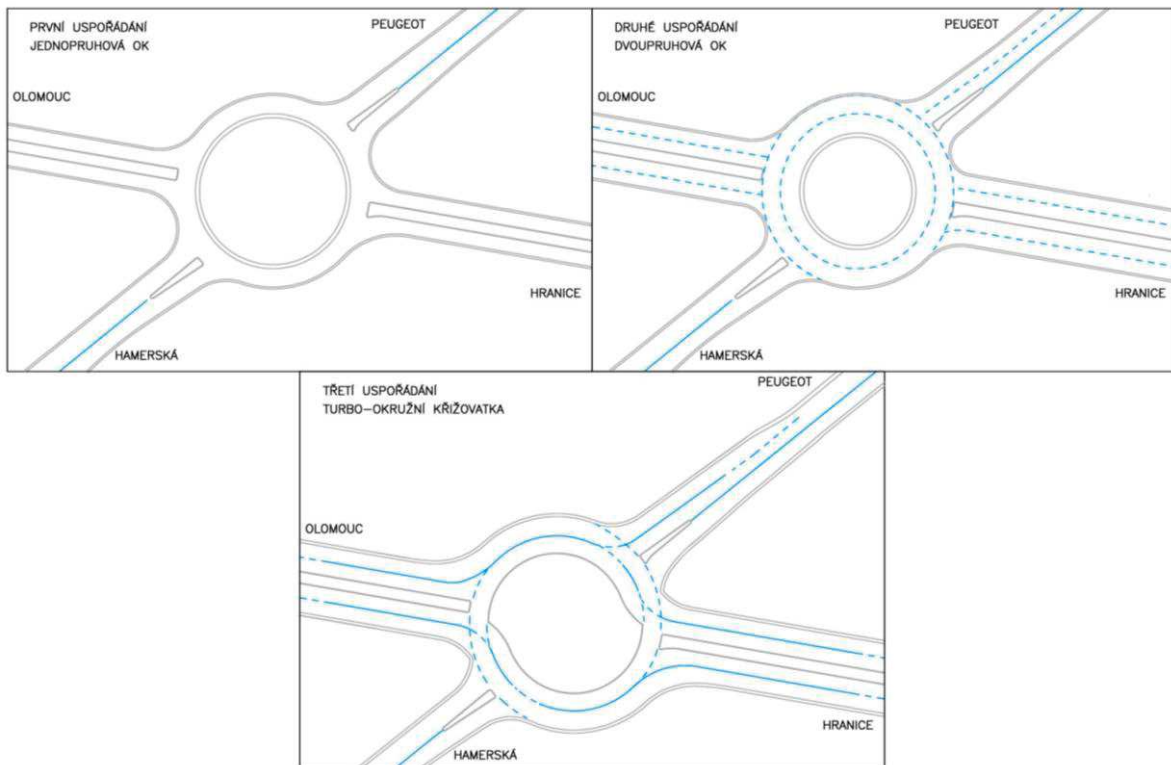 PRVNÍ USPOŘÁDÁNÍ
JEDNOPRUHOVÁ OK
PEUGEOT
OLOMOUC
HRANICE
HAMERSKÁ
DRUHÉ USPOŘÁDÁNÍ
DVOUPRUHOVÁ OK
PEUGEOT
OLOMOUC
HRANICE
HAMERSKÁ
TŘETÍ USPOŘÁDÁNÍ
TURBO-OKRUŽNÍ KŘIŽOVATKA
PEUGEOT
OLOMOUC
HRANICE
HAMERSKÁ